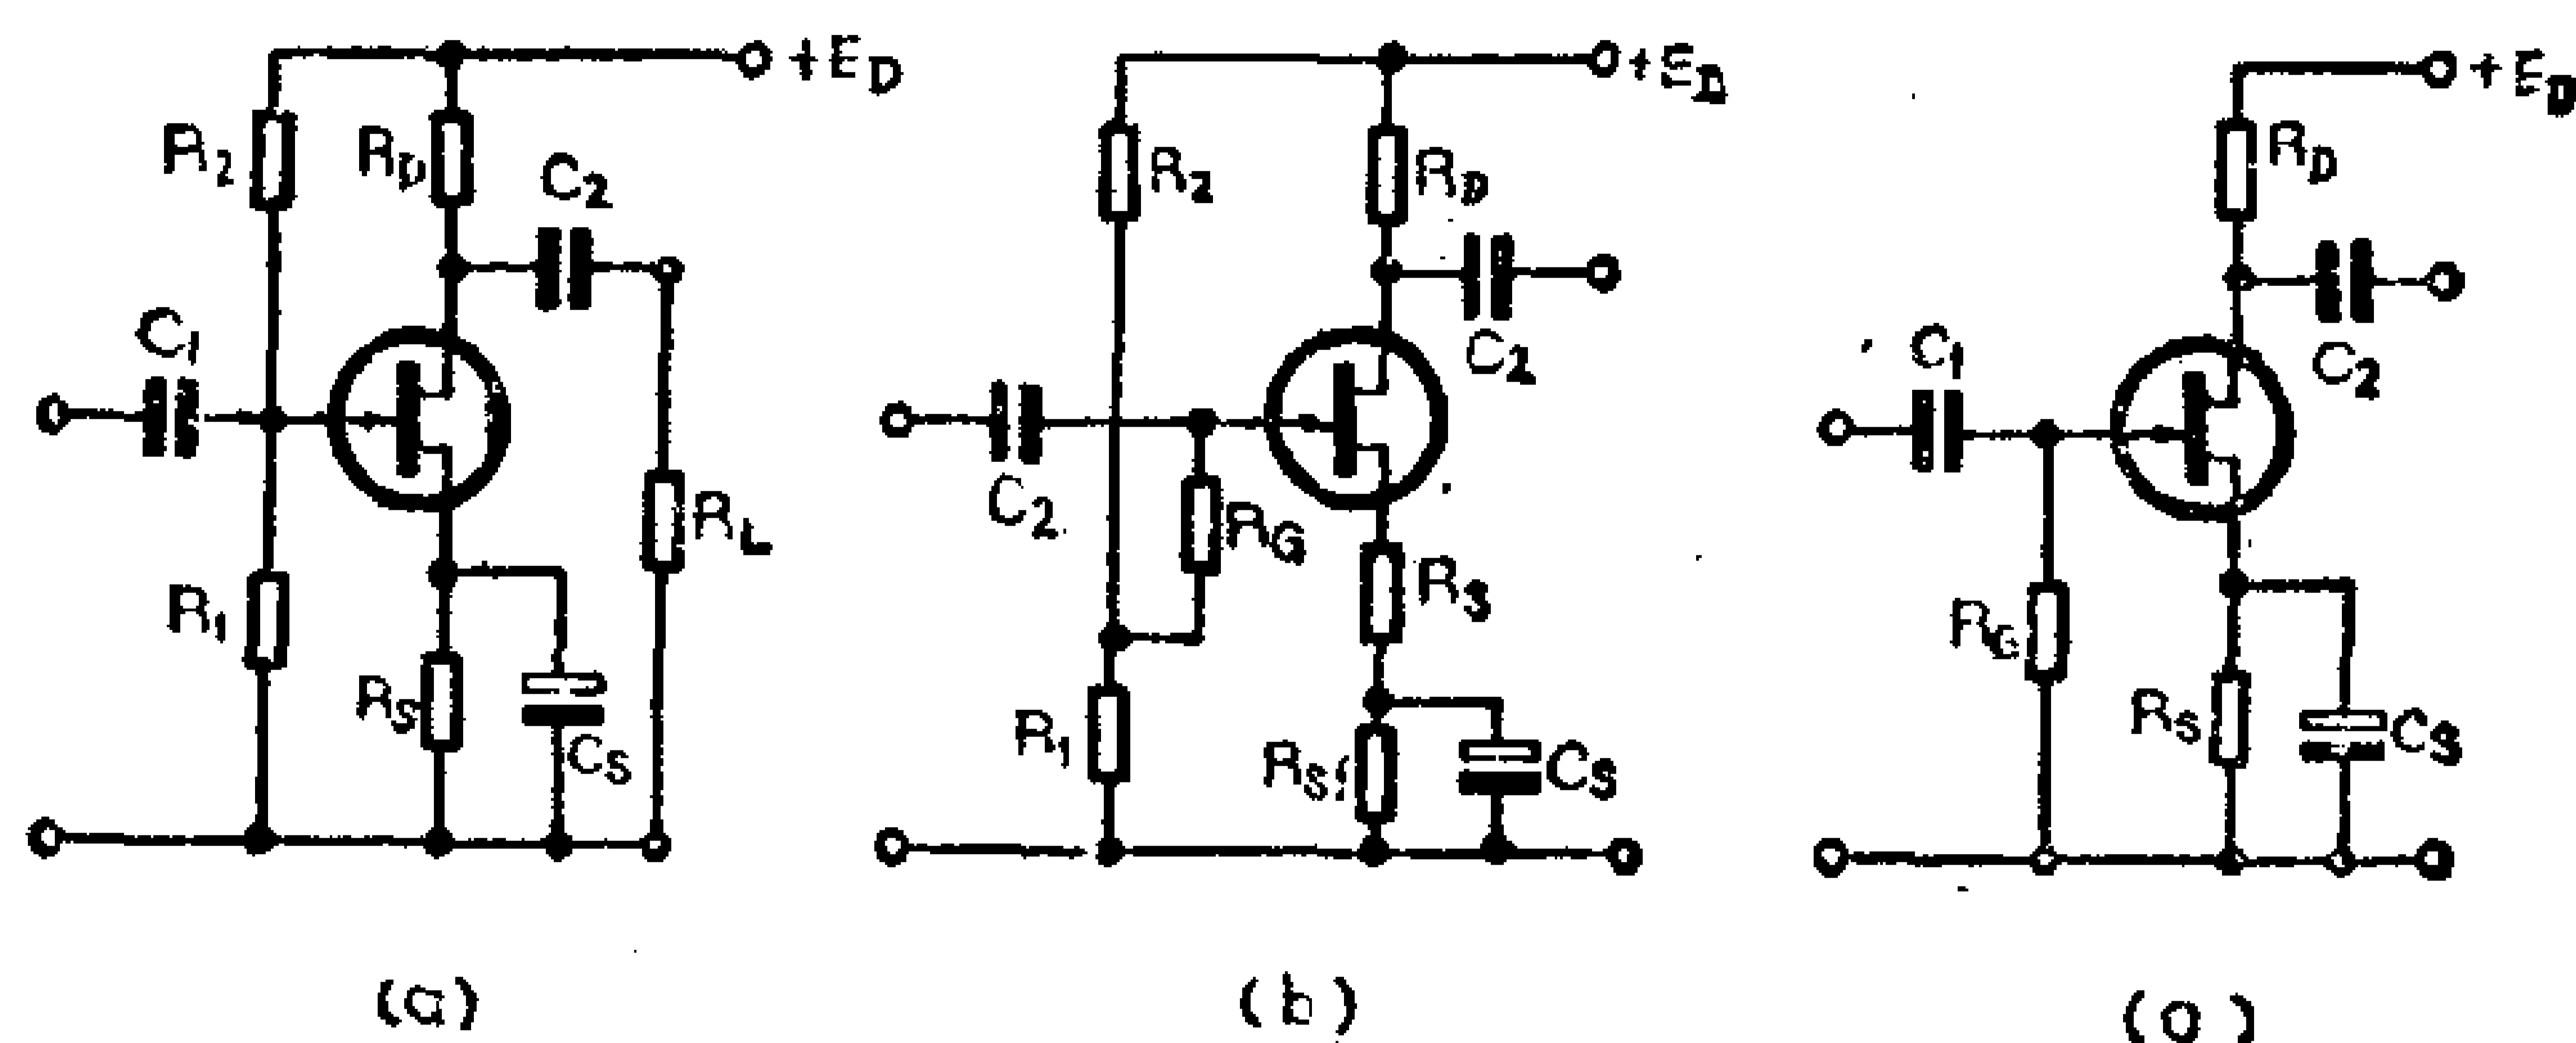 +E_D
R_2
R_D
C_2
C_1
R_L
R_1
R_S
C_S
(a)
+E_D
R_2
R_D
C_2
C_2
R_G
R_S
R_1
R_S1
C_S
(b)
+E_D
R_D
C_1
C_2
R_G
R_S
C_S
(c)